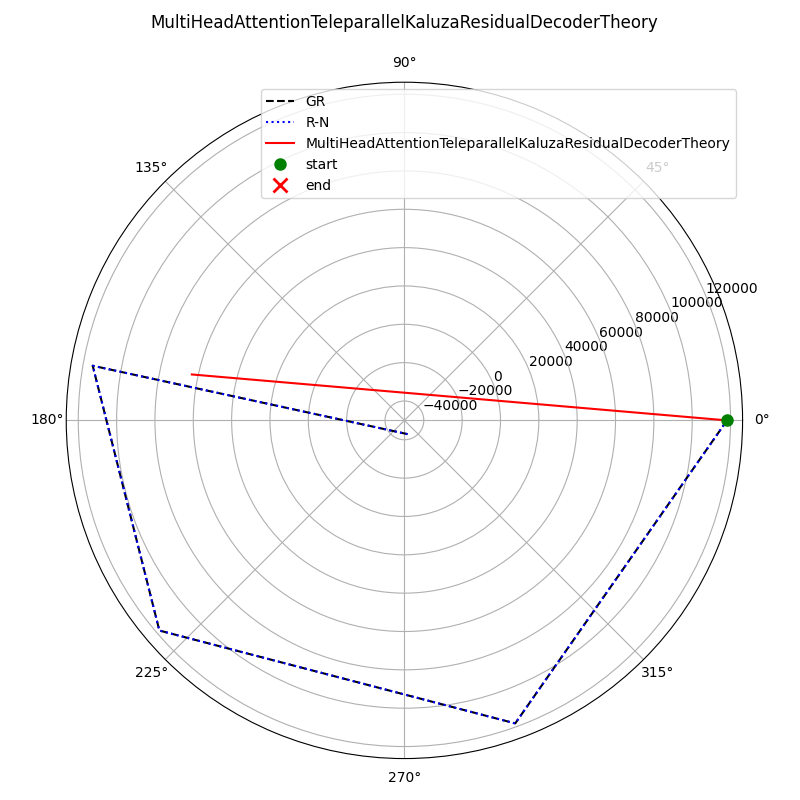 MultiHeadAttentionTeleparallelKaluzaResidualDecoderTheory
90°
GR
R-N
MultiHeadAttentionTeleparallelKaluzaResidualDecoderTheory
start
end
135°
45°
120000
100000
80000
60000
40000
20000
0
−20000
−40000
180°
0°
225°
315°
270°